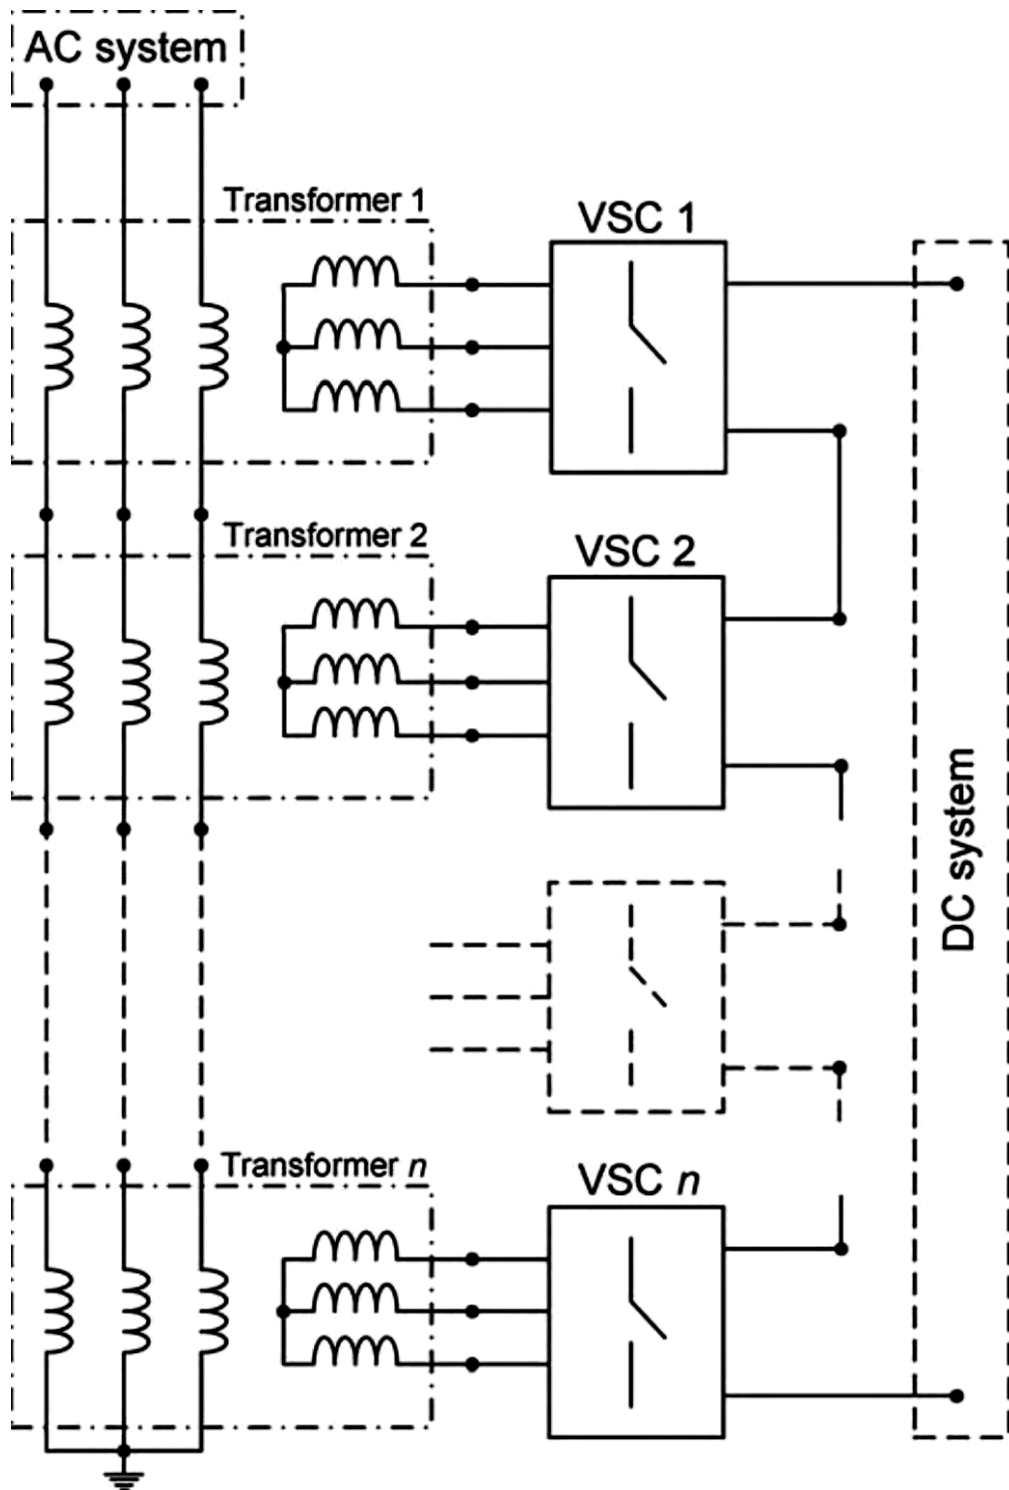 AC system
Transformer 1
VSC 1
Transformer 2
VSC 2
DC system
Transformer n
VSC n